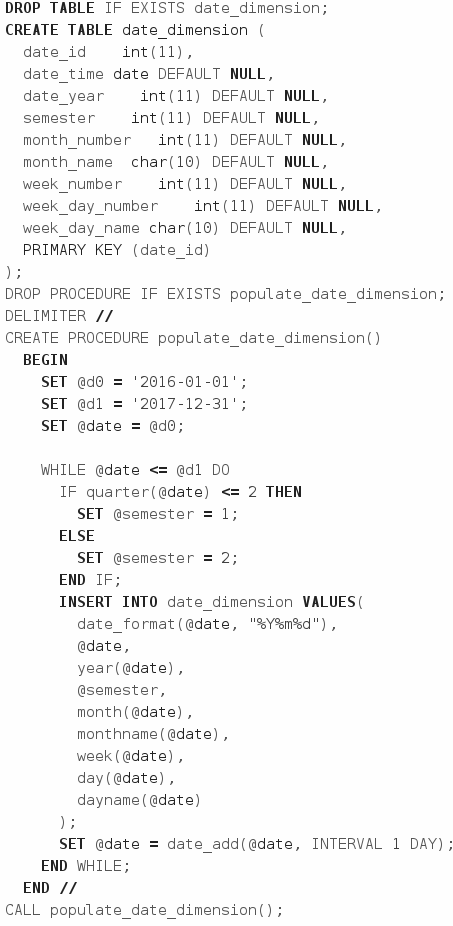 DROP TABLE IF EXISTS date_dimension;
CREATE TABLE date_dimension (
  date_id    int(11),
  date_time date DEFAULT NULL,
  date_year    int(11) DEFAULT NULL,
  semester    int(11) DEFAULT NULL,
  month_number   int(11) DEFAULT NULL,
  month_name  char(10) DEFAULT NULL,
  week_number    int(11) DEFAULT NULL,
  week_day_number    int(11) DEFAULT NULL,
  week_day_name char(10) DEFAULT NULL,
  PRIMARY KEY (date_id)
);
DROP PROCEDURE IF EXISTS populate_date_dimension;
DELIMITER //
CREATE PROCEDURE populate_date_dimension()
  BEGIN
    SET @d0 = '2016-01-01';
    SET @d1 = '2017-12-31';
    SET @date = @d0;

    WHILE @date <= @d1 DO
      IF quarter(@date) <= 2 THEN
        SET @semester = 1;
      ELSE
        SET @semester = 2;
      END IF;
      INSERT INTO date_dimension VALUES(
        date_format(@date, "%Y%m%d"),
        @date,
        year(@date),
        @semester,
        month(@date),
        monthname(@date),
        week(@date),
        day(@date),
        dayname(@date)
      );
      SET @date = date_add(@date, INTERVAL 1 DAY);
    END WHILE;
  END //
CALL populate_date_dimension();